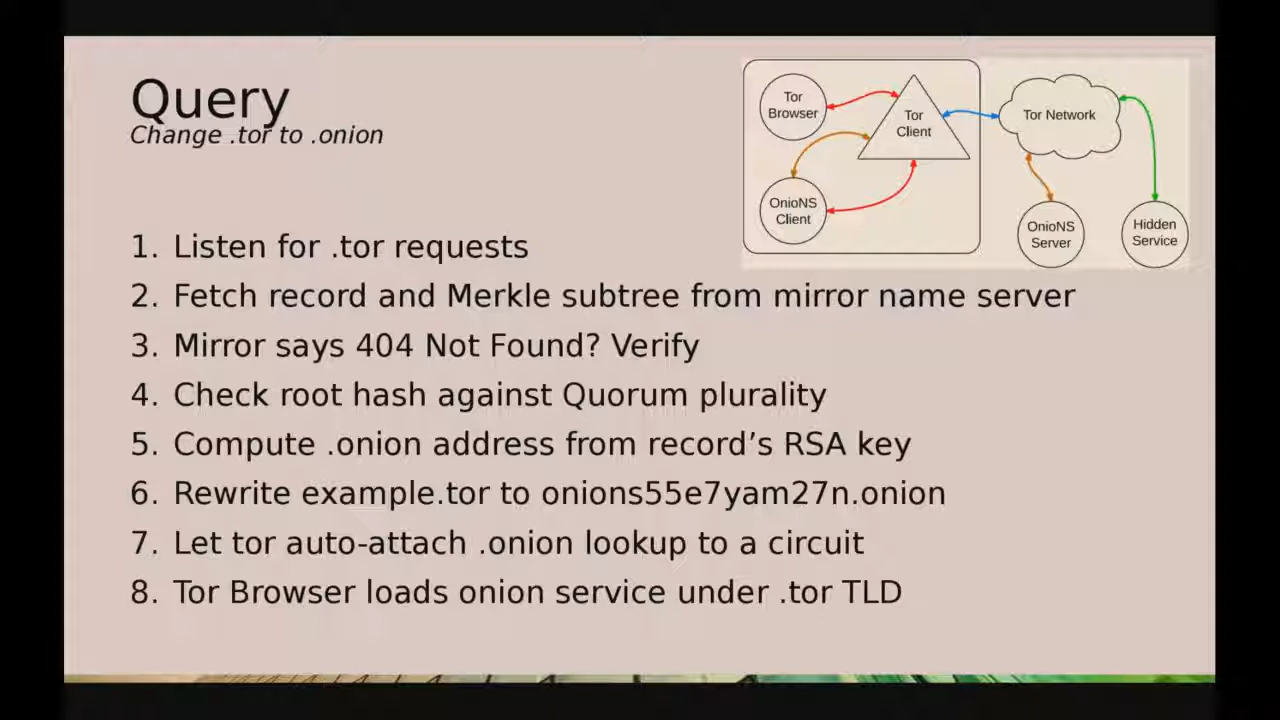 Query
Change .tor to .onion
Tor
Browser
Tor
Client
Tor Network
OnioNS
Client
OnioNS
Server
Hidden
Service
1. Listen for .tor requests
2. Fetch record and Merkle subtree from mirror name server
3. Mirror says 404 Not Found? Verify
4. Check root hash against Quorum plurality
5. Compute .onion address from record’s RSA key
6. Rewrite example.tor to onions55e7yam27n.onion
7. Let tor auto-attach .onion lookup to a circuit
8. Tor Browser loads onion service under .tor TLD